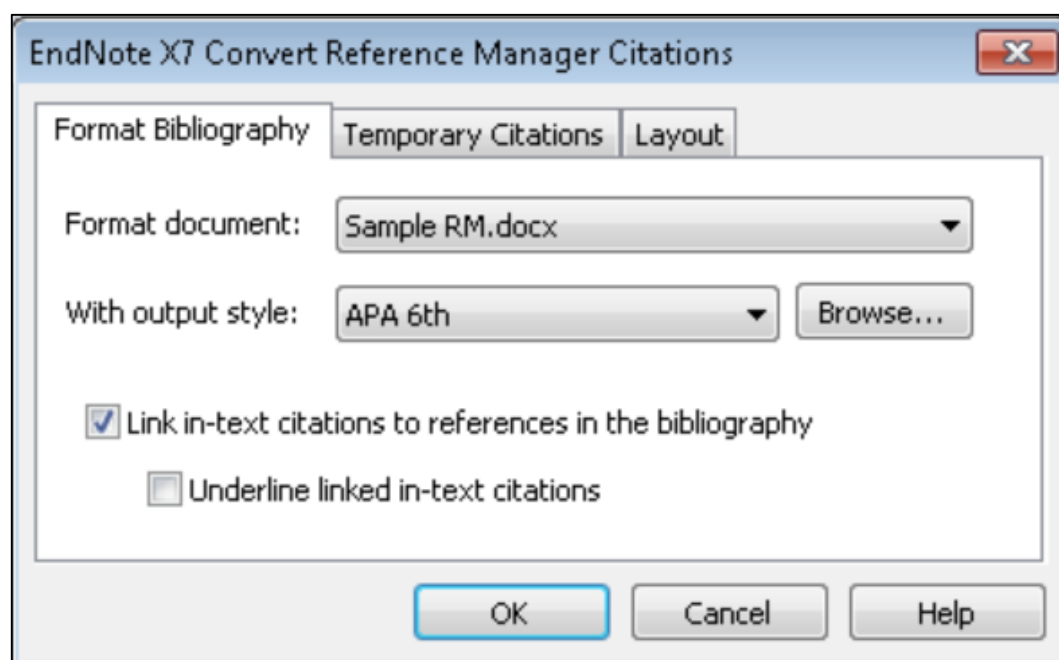 EndNote X7 Convert Reference Manager Citations
Format Bibliography Temporary Citations Layout
Format document: Sample RM.docx
With output style: APA 6th Browse...
Link in-text citations to references in the bibliography
Underline linked in-text citations
OK Cancel Help